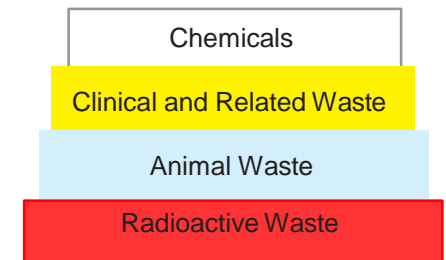 Chemicals
Clinical and Related Waste
Animal Waste
Radioactive Waste